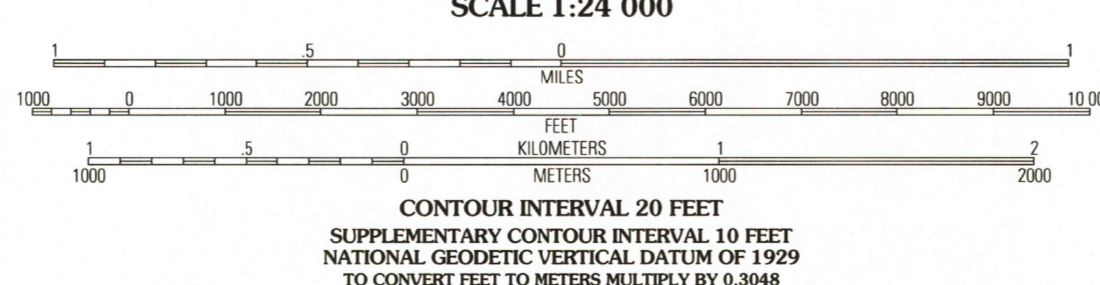 SCALE 1:24 000
1 .5 0 1
MILES
1000 0 1000 2000 3000 4000 5000 6000 7000 8000 9000 10 00
FEET
1 .5 0 KILOMETERS 1 2
1000 0 METERS 1000 2000
CONTOUR INTERVAL 20 FEET
SUPPLEMENTARY CONTOUR INTERVAL 10 FEET
NATIONAL GEODETIC VERTICAL DATUM OF 1929
TO CONVERT FEET TO METERS MULTIPLY BY 0.3048